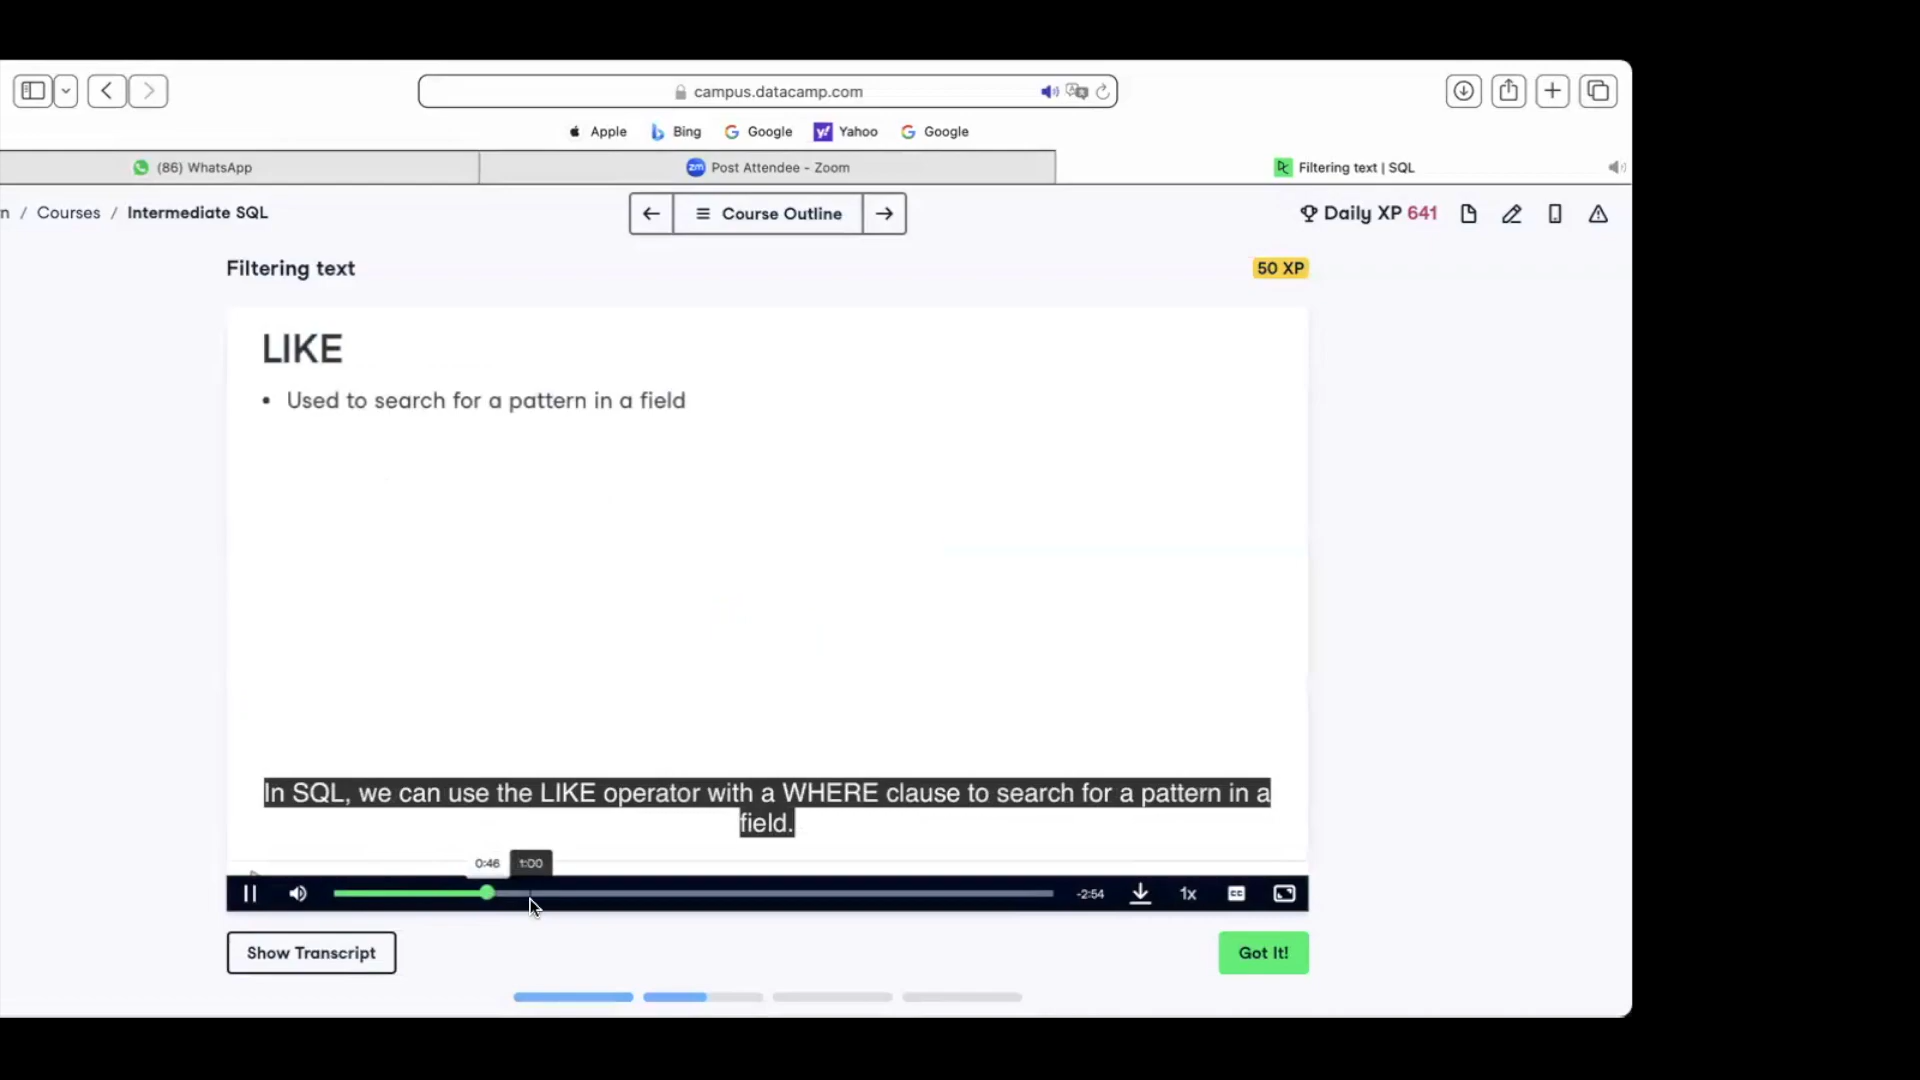 campus.datacamp.com
Apple Bing Google Yahoo Google
(86) WhatsApp Post Attendee - Zoom Filtering text | SQL
n / Courses / Intermediate SQL Course Outline Daily XP 641
Filtering text 50 XP
LIKE
• Used to search for a pattern in a field
In SQL, we can use the LIKE operator with a WHERE clause to search for a pattern in a
field.
0:46 1:00
-2:54 1x CC
Show Transcript Got It!